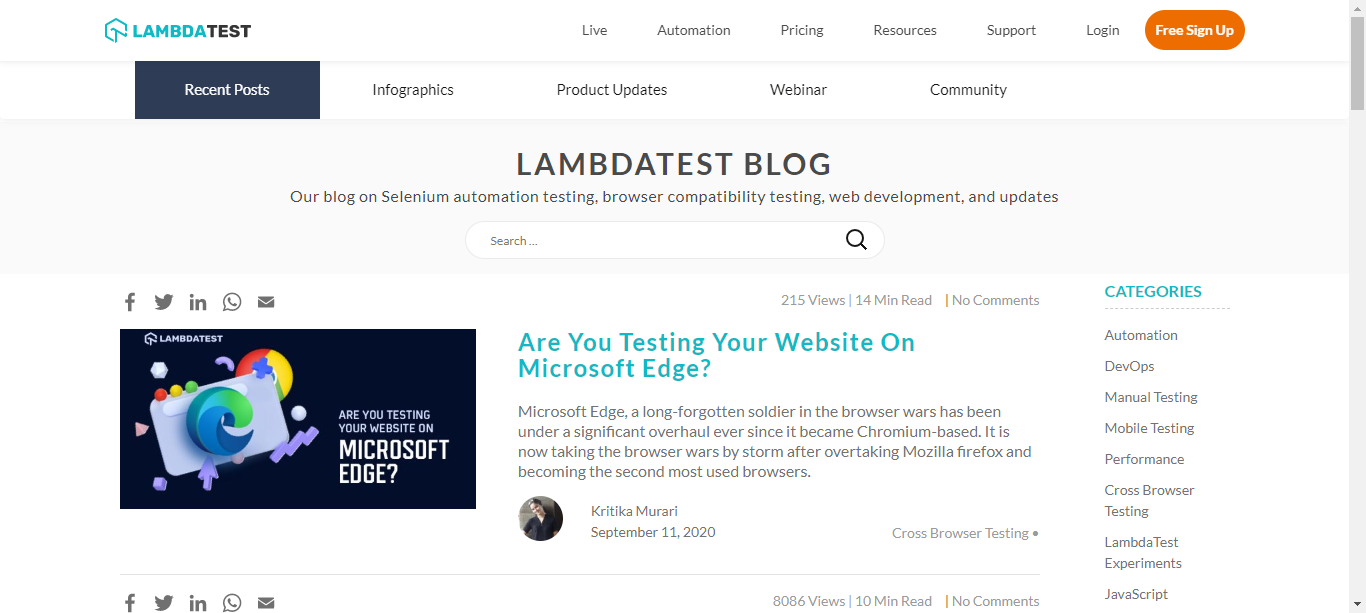 LAMBDATEST
Live
Automation
Pricing
Resources
Support
Login
Free Sign Up
Recent Posts
Infographics
Product Updates
Webinar
Community
LAMBDATEST BLOG
Our blog on Selenium automation testing, browser compatibility testing, web development, and updates
Search ...
215 Views | 14 Min Read | No Comments
LAMBDATEST
ARE YOU TESTING
YOUR WEBSITE ON
MICROSOFT
EDGE?
Are You Testing Your Website On
Microsoft Edge?
Microsoft Edge, a long-forgotten soldier in the browser wars has been
under a significant overhaul ever since it became Chromium-based. It is
now taking the browser wars by storm after overtaking Mozilla firefox and
becoming the second most used browsers.
Kritika Murari
September 11, 2020
Cross Browser Testing •
8086 Views | 10 Min Read | No Comments
CATEGORIES
Automation
DevOps
Manual Testing
Mobile Testing
Performance
Cross Browser
Testing
LambdaTest
Experiments
JavaScript